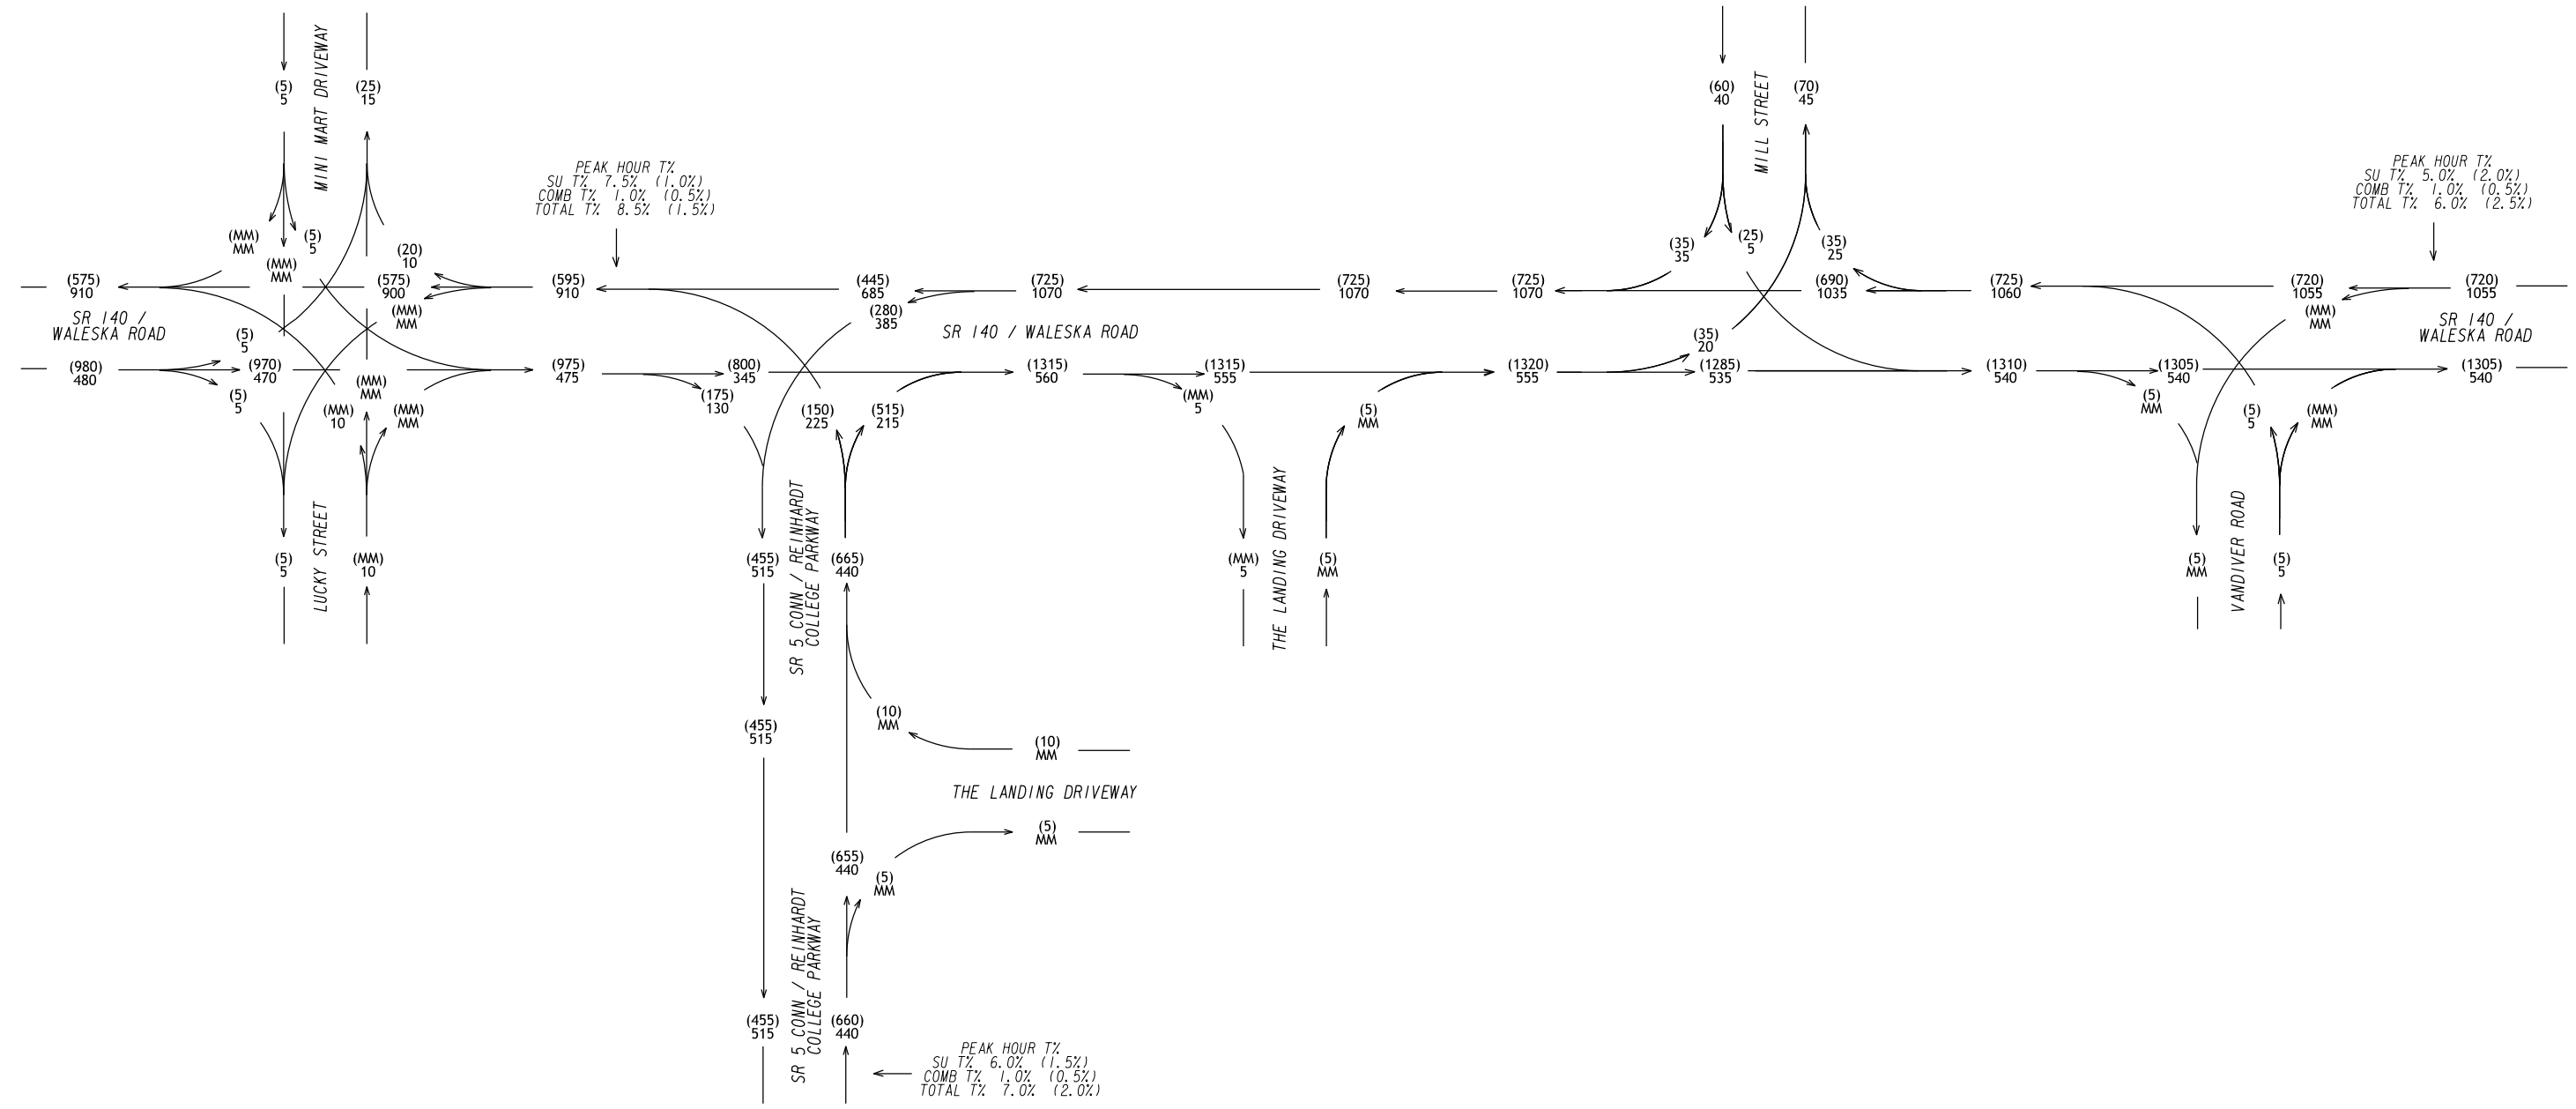 MINI MART DRIVEWAY
(5)
5
(25)
15
(60)
40
(70)
45
MILL STREET
PEAK HOUR T%
SU T% 7.5% (1.0%)
COMB T% 1.0% (0.5%)
TOTAL T% 8.5% (1.5%)
PEAK HOUR T%
SU T% 5.0% (2.0%)
COMB T% 1.0% (0.5%)
TOTAL T% 6.0% (2.5%)
(MM)
MM
(5)
5
(MM)
MM
(20)
10
(35)
35
(25)
5
(35)
25
(575)
910
(575)
900
(595)
910
(445)
685
(725)
1070
(725)
1070
(725)
1070
(690)
1035
(725)
1060
(720)
1055
(720)
1055
(MM)
MM
(280)
385
(MM)
MM
SR 140 /
WALESKA ROAD
SR 140 / WALESKA ROAD
SR 140 /
WALESKA ROAD
(5)
5
(35)
20
(980)
480
(970)
470
(975)
475
(800)
345
(1315)
560
(1315)
555
(1320)
555
(1285)
535
(1310)
540
(1305)
540
(1305)
540
(MM)
MM
(5)
5
(MM)
10
(MM)
MM
(175)
130
(150)
225
(515)
215
(MM)
5
(5)
MM
(5)
MM
(5)
5
(MM)
MM
LUCKY STREET
SR 5 CONN / REINHARDT
COLLEGE PARKWAY
THE LANDING DRIVEWAY
VANDIVER ROAD
(5)
5
(MM)
10
(455)
515
(665)
440
(MM)
5
(5)
MM
(5)
MM
(5)
5
(455)
515
(10)
MM
(10)
MM
THE LANDING DRIVEWAY
(5)
MM
(655)
440
(5)
MM
SR 5 CONN / REINHARDT
COLLEGE PARKWAY
(455)
515
(660)
440
PEAK HOUR T%
SU T% 6.0% (1.5%)
COMB T% 1.0% (0.5%)
TOTAL T% 7.0% (2.0%)